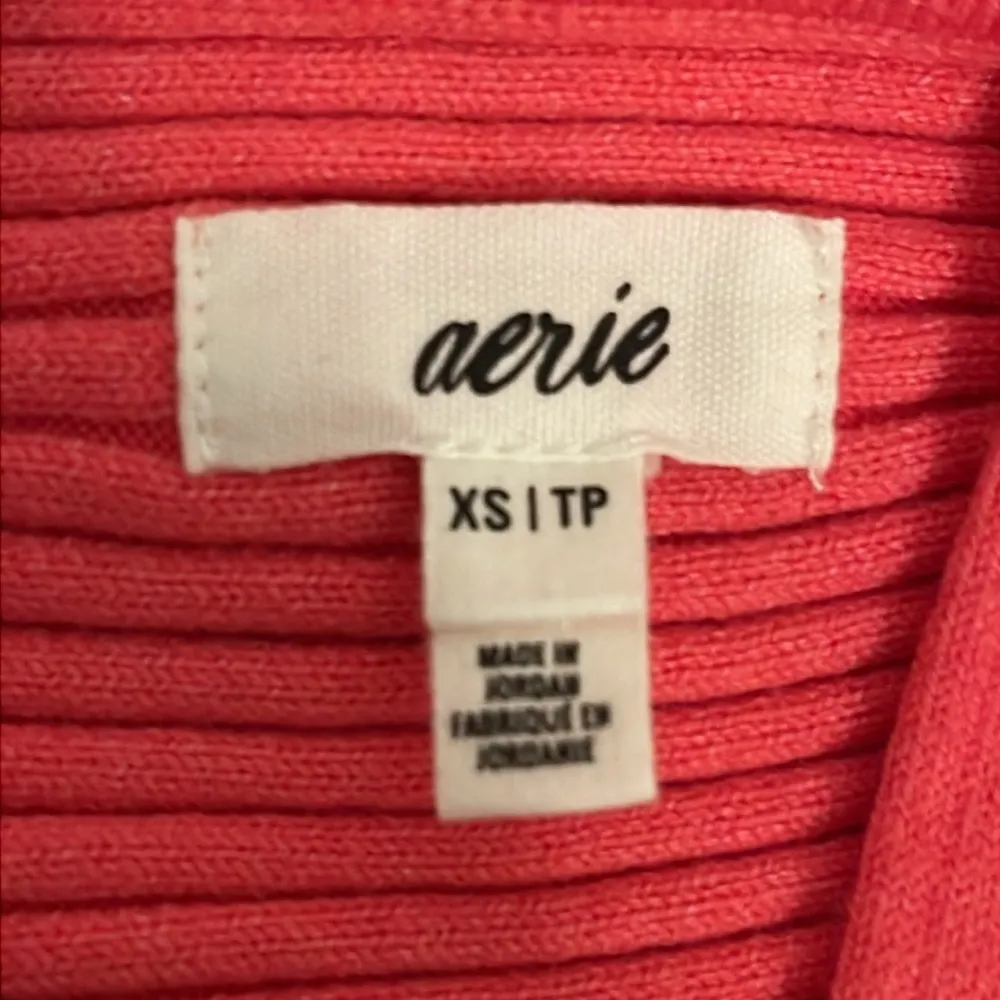 aerie
XS | TP
MADE IN
JORDAN
FABRIQUÉ EN
JORDANIE